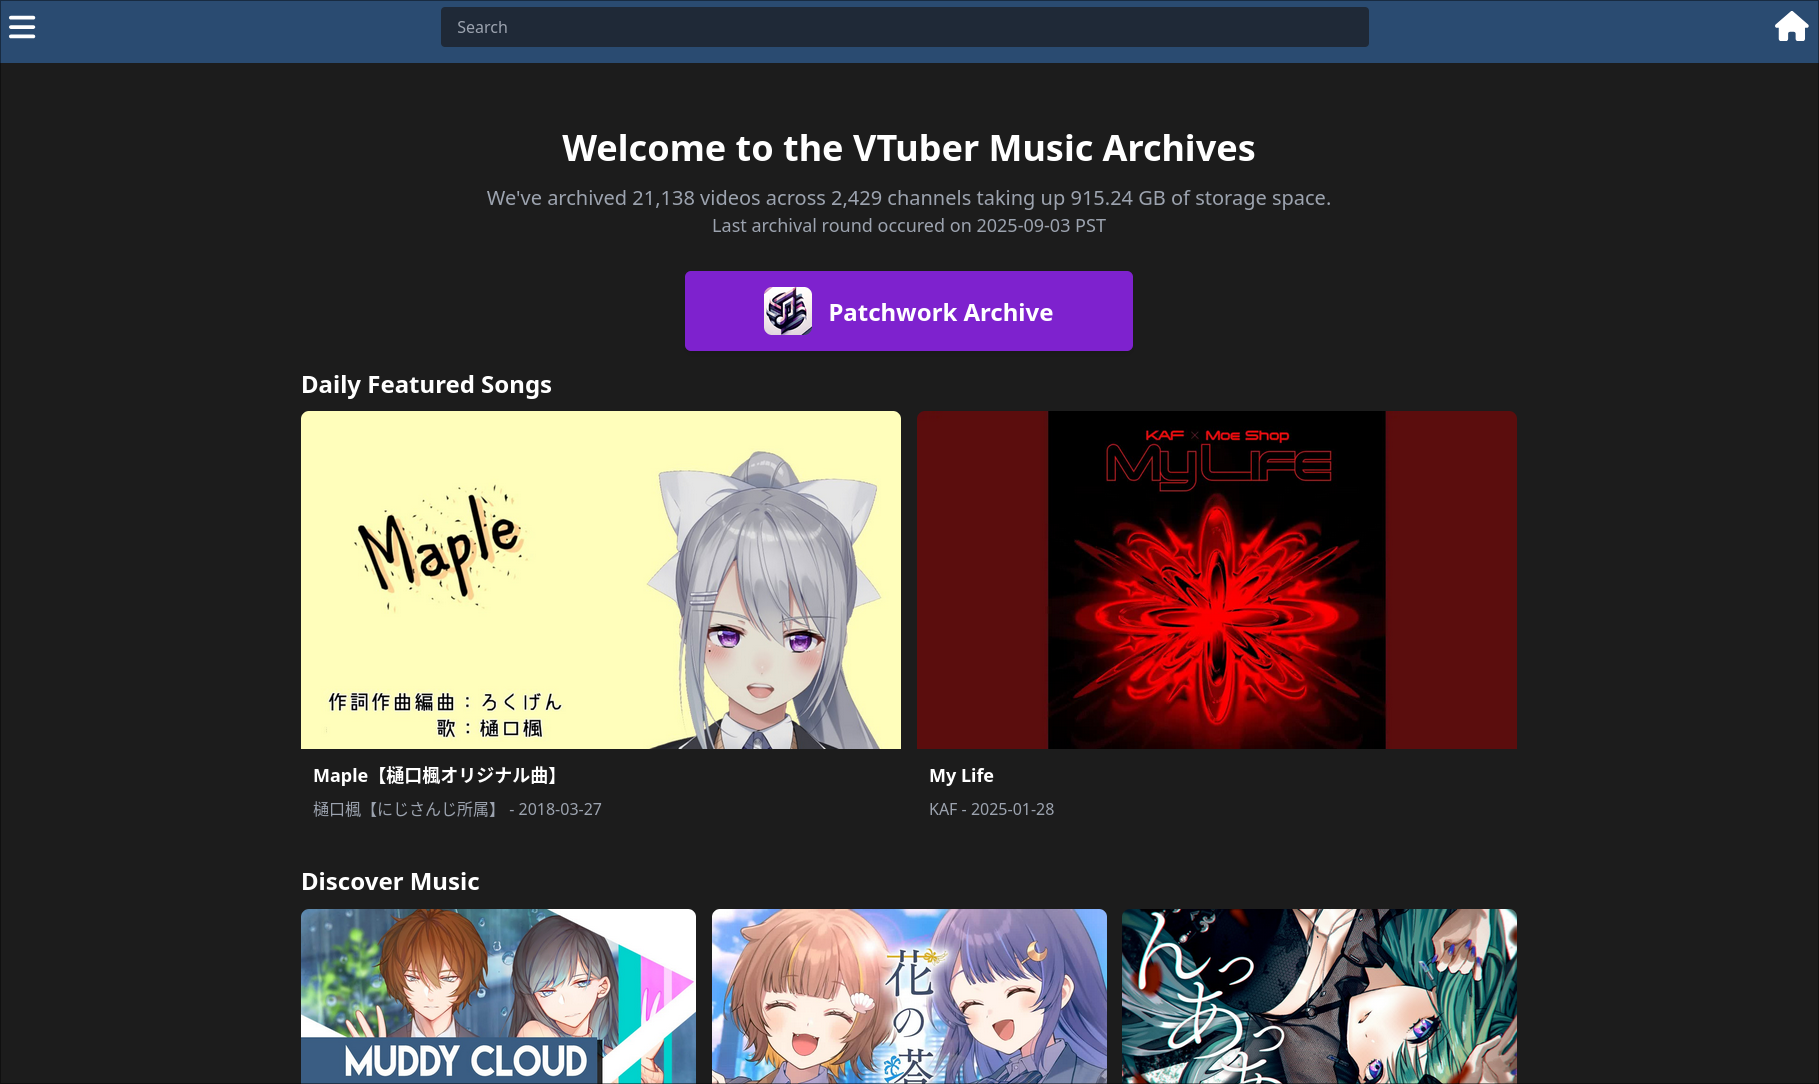 Search
Welcome to the VTuber Music Archives
We've archived 21,138 videos across 2,429 channels taking up 915.24 GB of storage space.
Last archival round occured on 2025-09-03 PST
Patchwork Archive
Daily Featured Songs
Maple
作詞作曲編曲：ろくげん
歌：樋口楓
KAF × Moe Shop
MyLIFE
Maple【樋口楓オリジナル曲】
樋口楓【にじさんじ所属】 - 2018-03-27
My Life
KAF - 2025-01-28
Discover Music
MUDDY CLOUD
花の塔
んっ
あっ